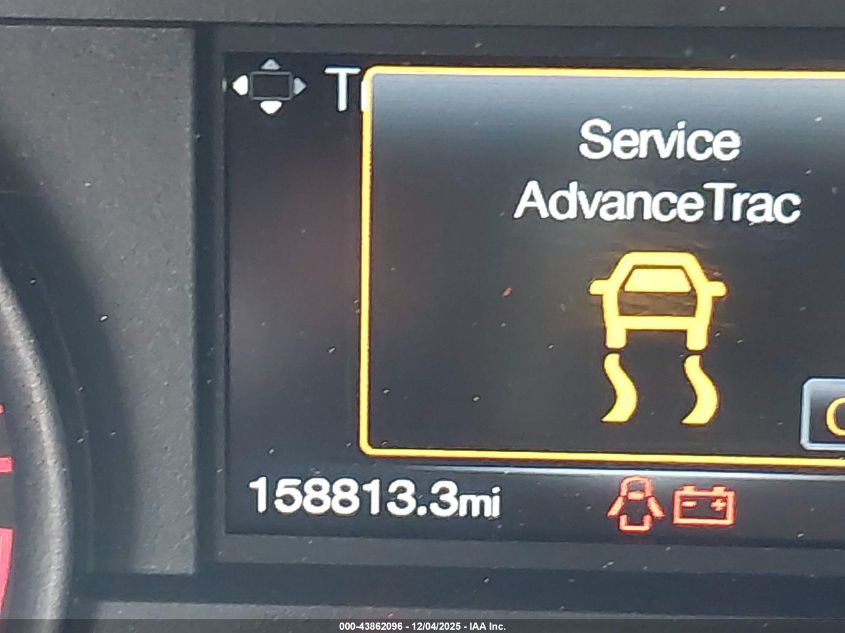 Service
AdvanceTrac
158813.3mi
000-43862096 - 12/04/2025 - IAA Inc.